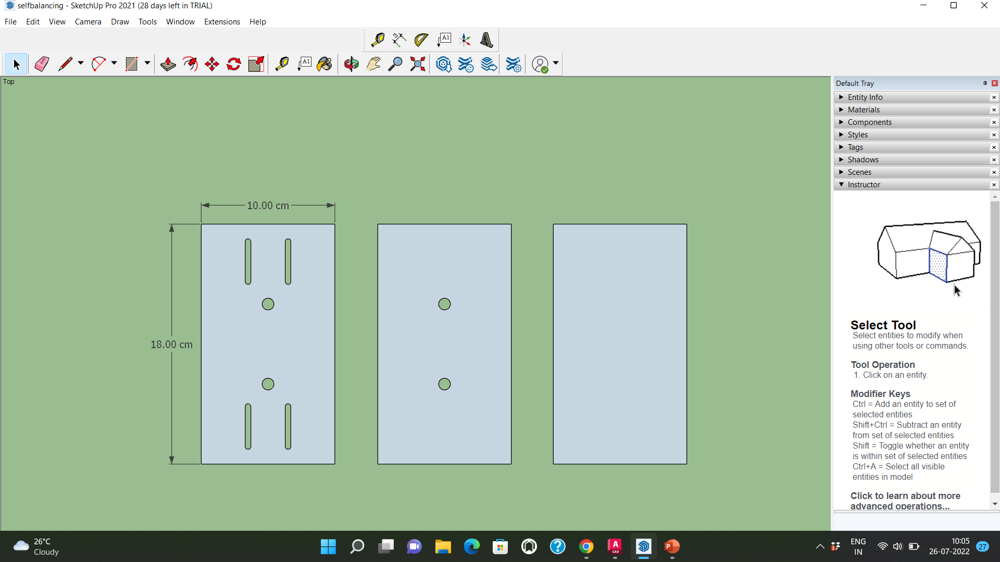 selfbalancing - SketchUp Pro 2021 (28 days left in TRIAL)
File Edit View Camera Draw Tools Window Extensions Help
A1
A1
Top
Default Tray
Entity Info
Materials
Components
Styles
Tags
Shadows
Scenes
Instructor
10.00 cm
18.00 cm
Select Tool
Select entities to modify when
using other tools or commands.
Tool Operation
1. Click on an entity.
Modifier Keys
Ctrl = Add an entity to set of
selected entities
Shift+Ctrl = Subtract an entity
from set of selected entities
Shift = Toggle whether an entity
is within set of selected entities
Ctrl+A = Select all visible
entities in model
Click to learn about more
advanced operations...
26°C
Cloudy
A
CAD
P
ENG
IN
10:05
26-07-2022
27